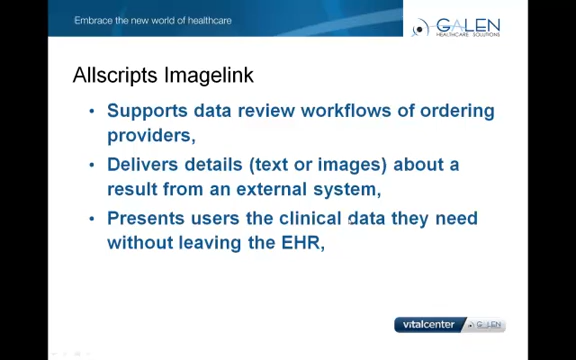 Embrace the new world of healthcare
GALEN
HEALTHCARE SOLUTIONS
Allscripts Imagelink
• Supports data review workflows of ordering
providers,
• Delivers details (text or images) about a
result from an external system,
• Presents users the clinical data they need
without leaving the EHR,
vitalcenter GALEN